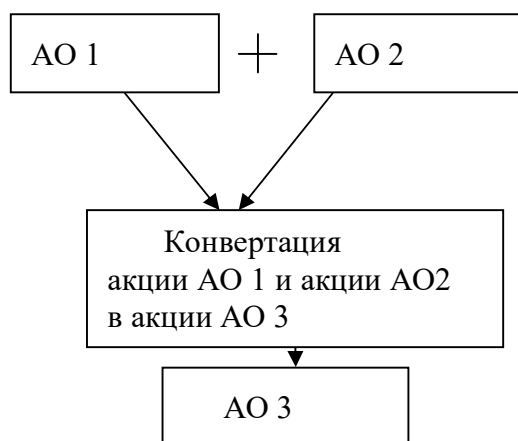 АО 1
АО 2
Конвертация
акции АО 1 и акции АО2
в акции АО 3
АО 3